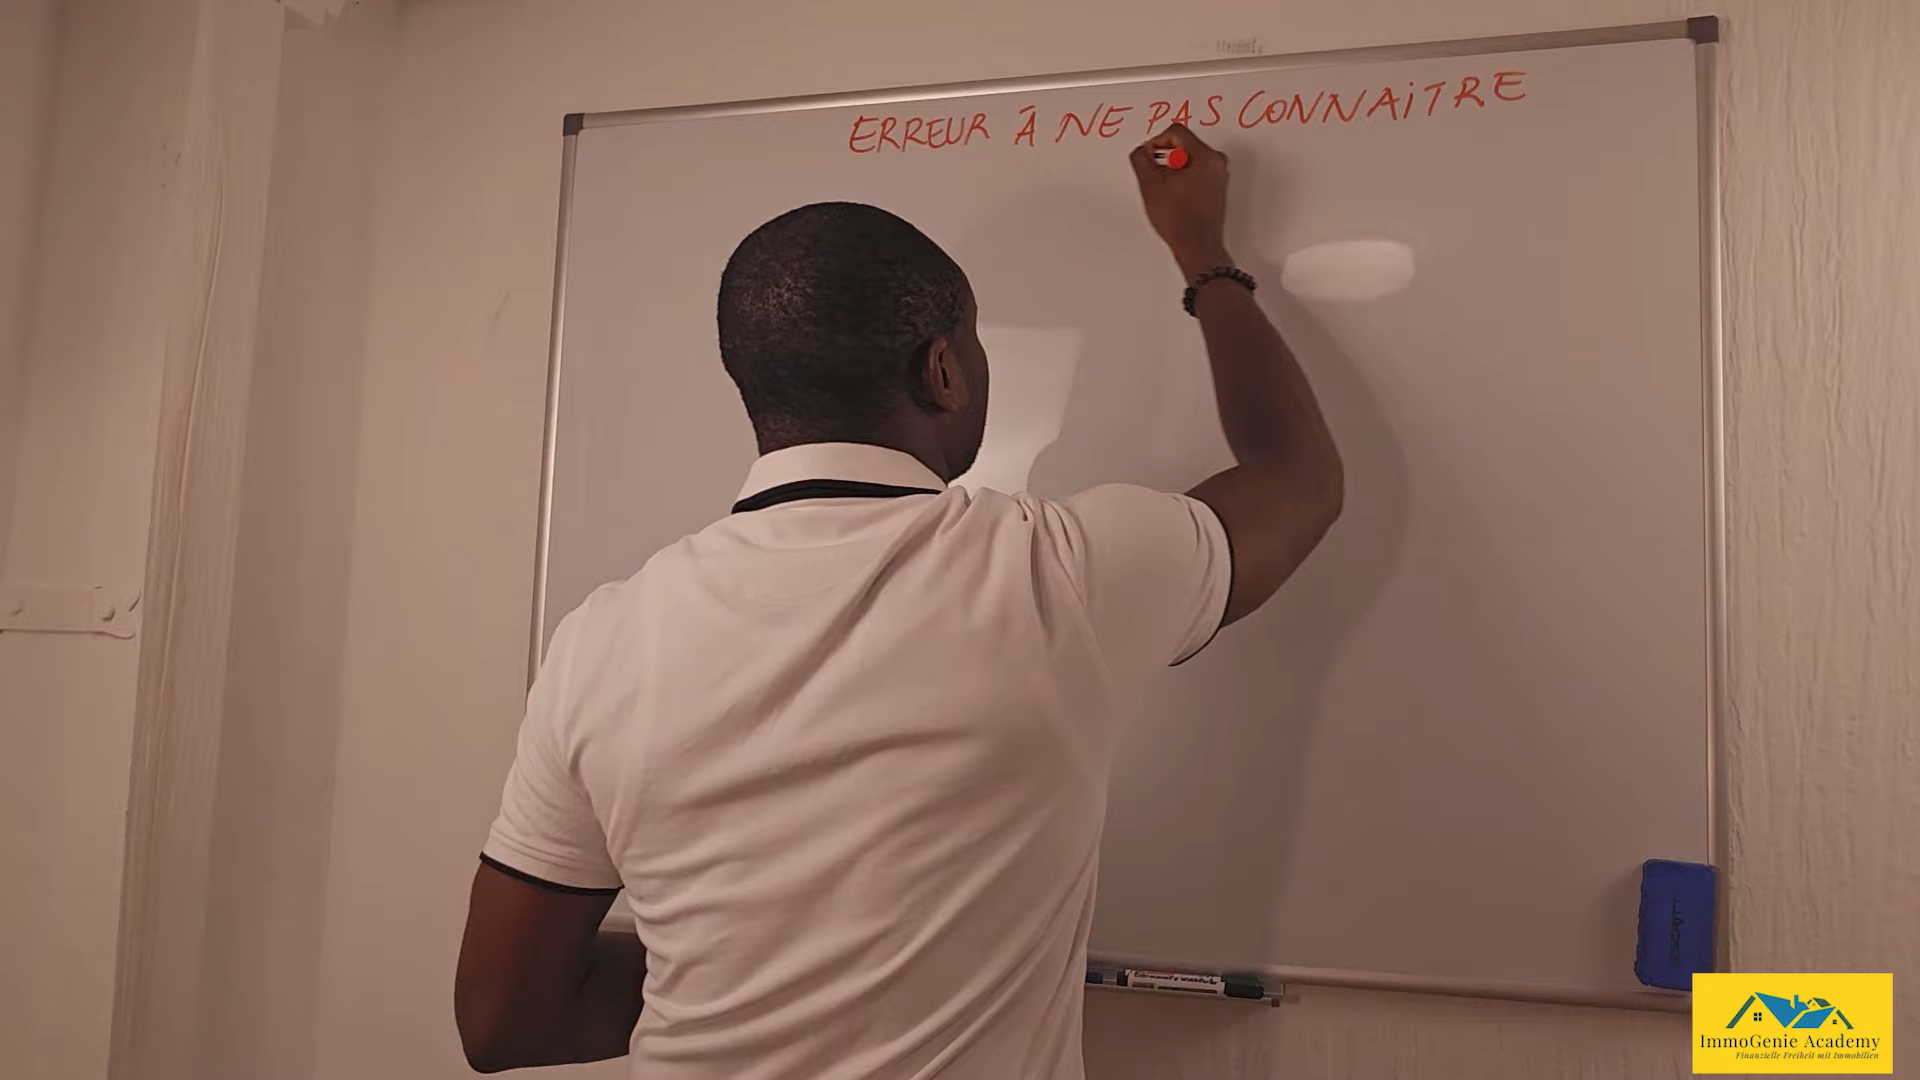 ERREUR À NE PAS CONNAiTRE
ImmoGenie Academy
Finanzielle Freiheit mit Immobilien